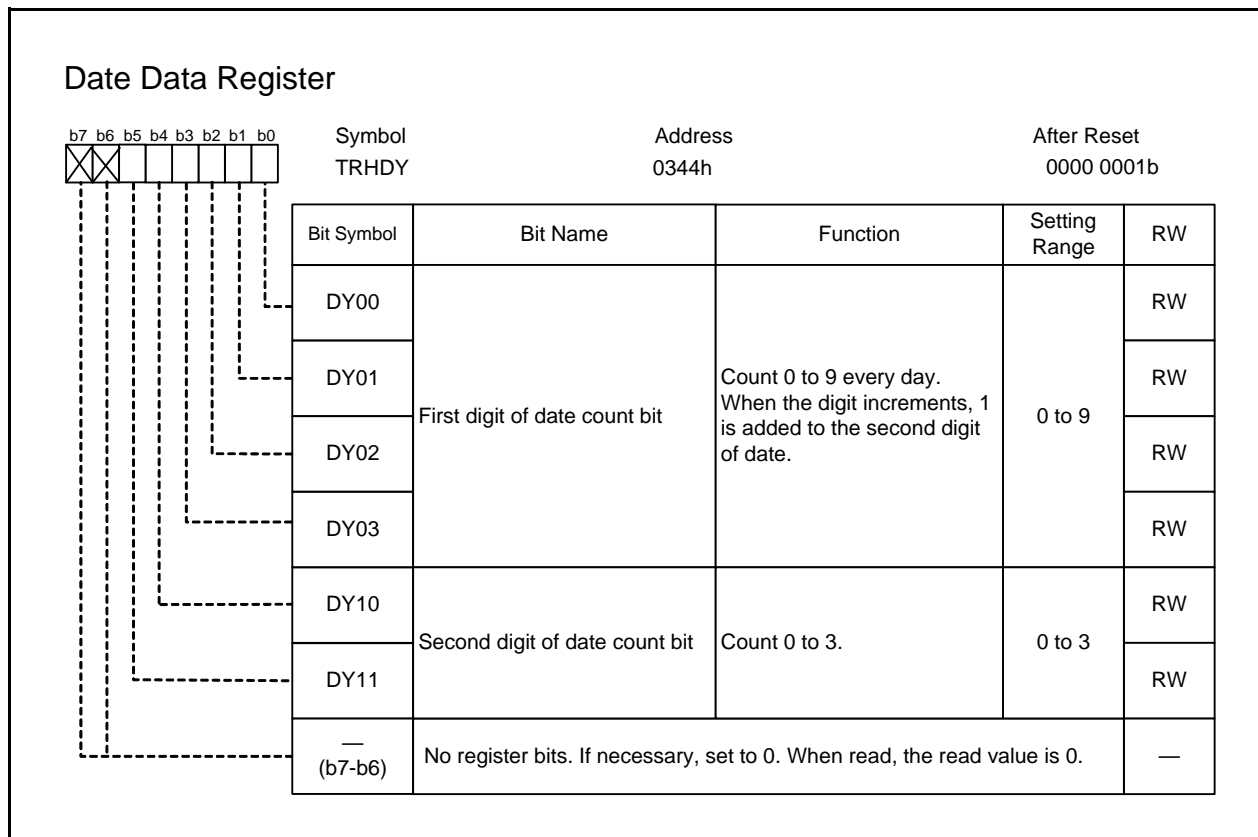 Date Data Register
b7 b6 b5 b4 b3 b2 b1 b0
Symbol Address After Reset
TRHDY 0344h 0000 0001b
Bit Symbol Bit Name Function Setting Range RW
DY00 RW
DY01 RW
DY02 RW
DY03 RW
First digit of date count bit
Count 0 to 9 every day.
When the digit increments, 1
is added to the second digit
of date.
0 to 9
DY10 RW
DY11 RW
Second digit of date count bit
Count 0 to 3.
0 to 3
—
(b7-b6)
No register bits. If necessary, set to 0. When read, the read value is 0.
—